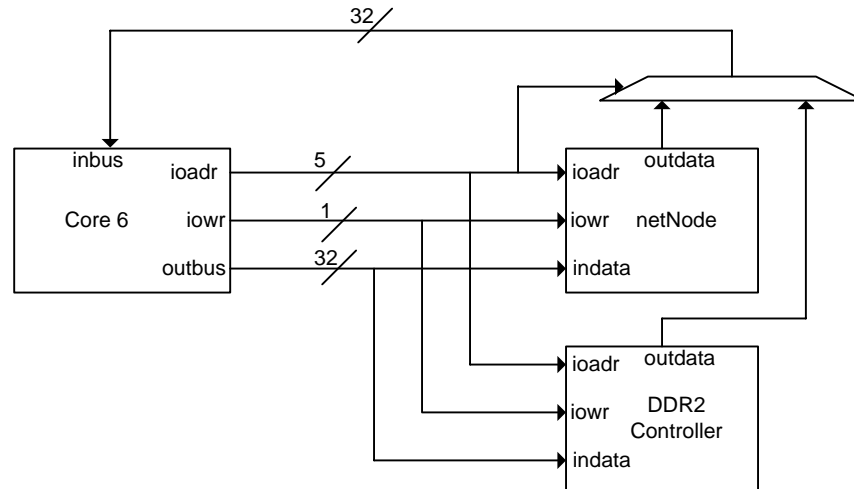 32
inbus
ioadr
Core 6
iowr
outbus
5
1
32
outdata
ioadr
iowr
netNode
indata
outdata
ioadr
DDR2
iowr
Controller
indata